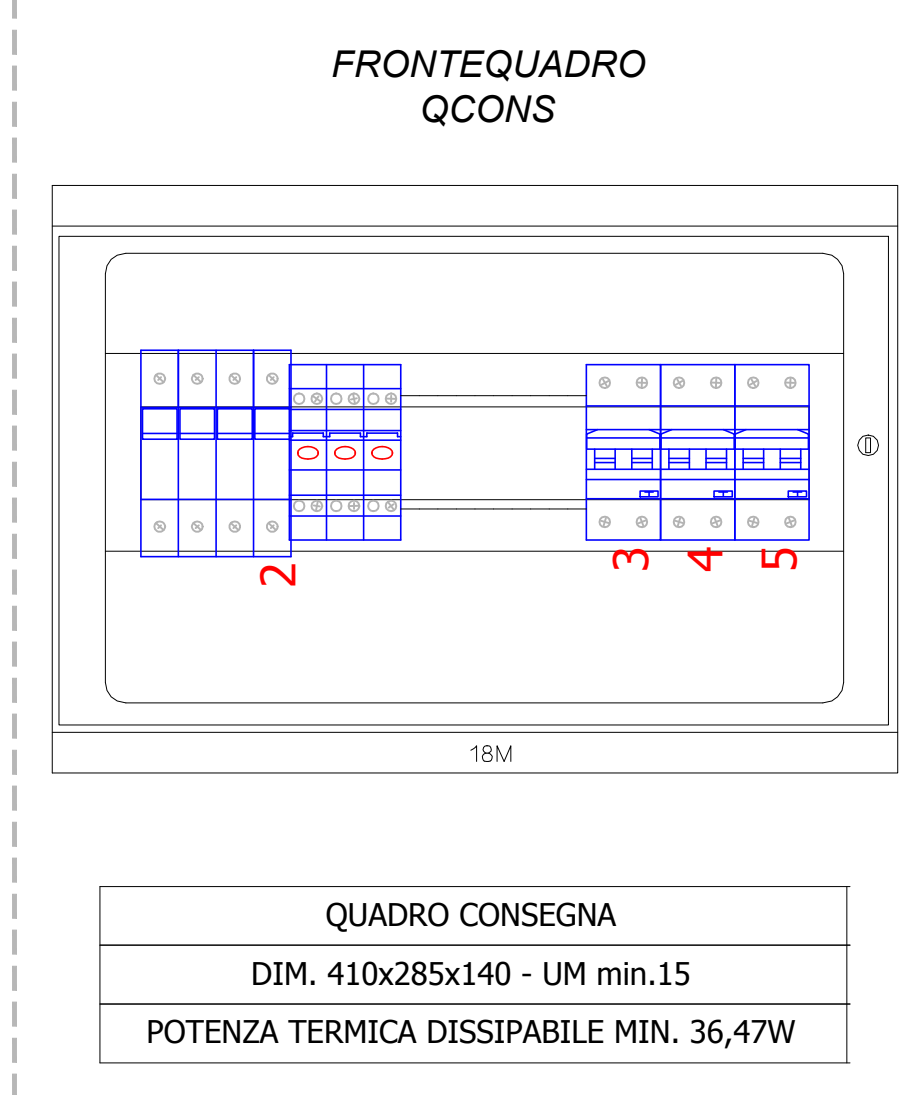 FRONTEQUADRO
QCONS
2
3
4
5
18M
QUADRO CONSEGNA
DIM. 410x285x140 - UM min.15
POTENZA TERMICA DISSIPABILE MIN. 36,47W